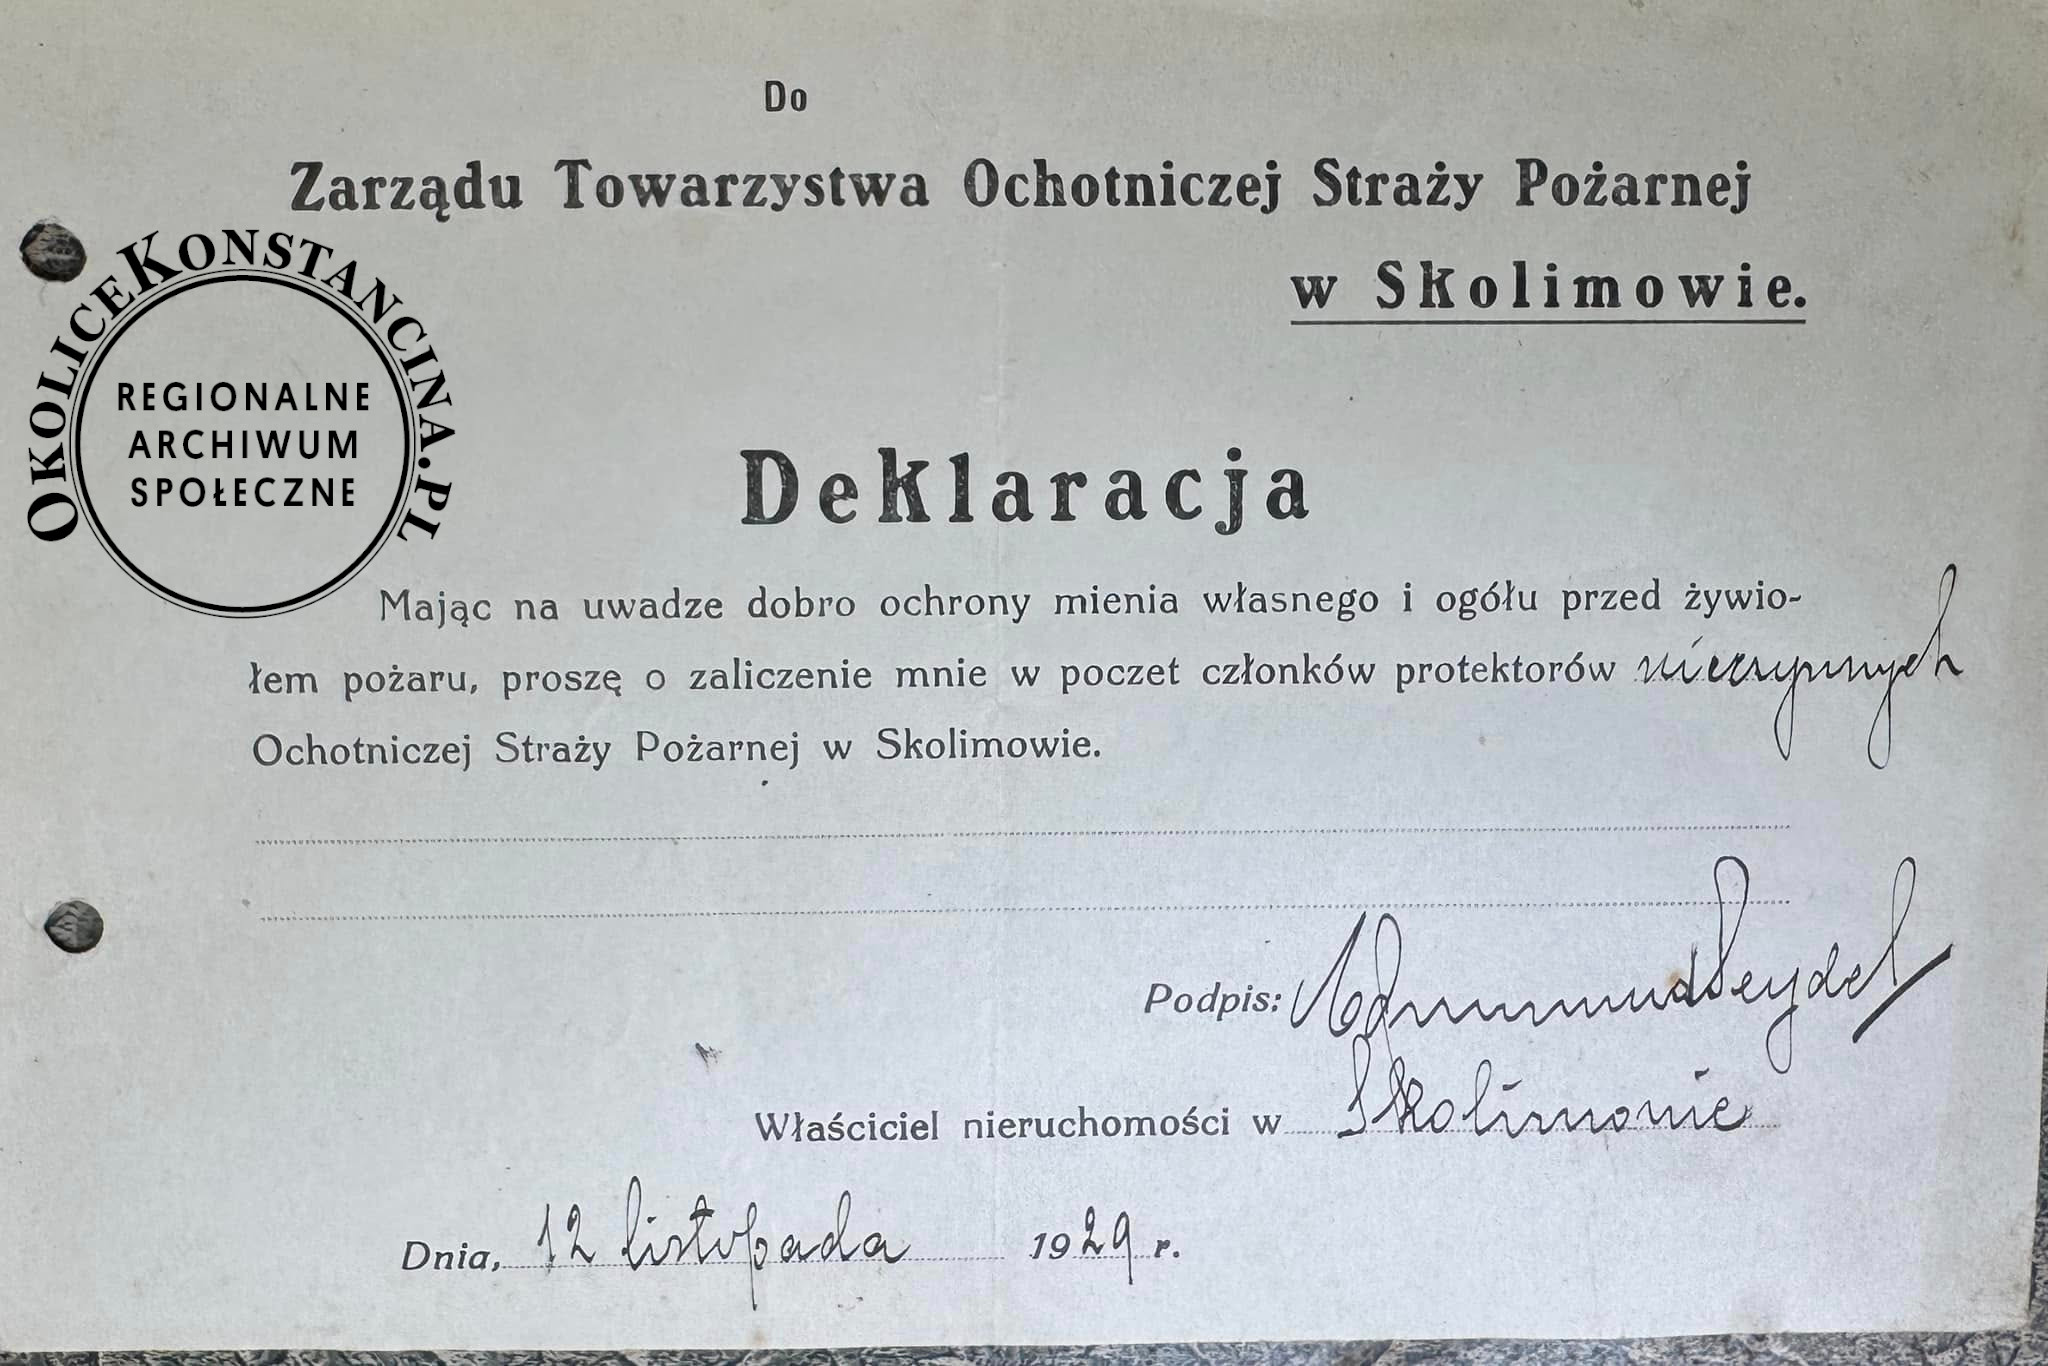 Do
Zarządu Towarzystwa Ochotniczej Straży Pożarnej
w Skolimowie.
OkoliceKonstancina.pl
REGIONALNE
ARCHIWUM
SPOŁECZNE
Deklaracja
Mając na uwadze dobro ochrony mienia własnego i ogółu przed żywio-
łem pożaru, proszę o zaliczenie mnie w poczet członków protektorów nieczynnych
Ochotniczej Straży Pożarnej w Skolimowie.
Podpis: Edmund Seydel
Właściciel nieruchomości w Skolimowie
Dnia, 12 listopada 1929 r.